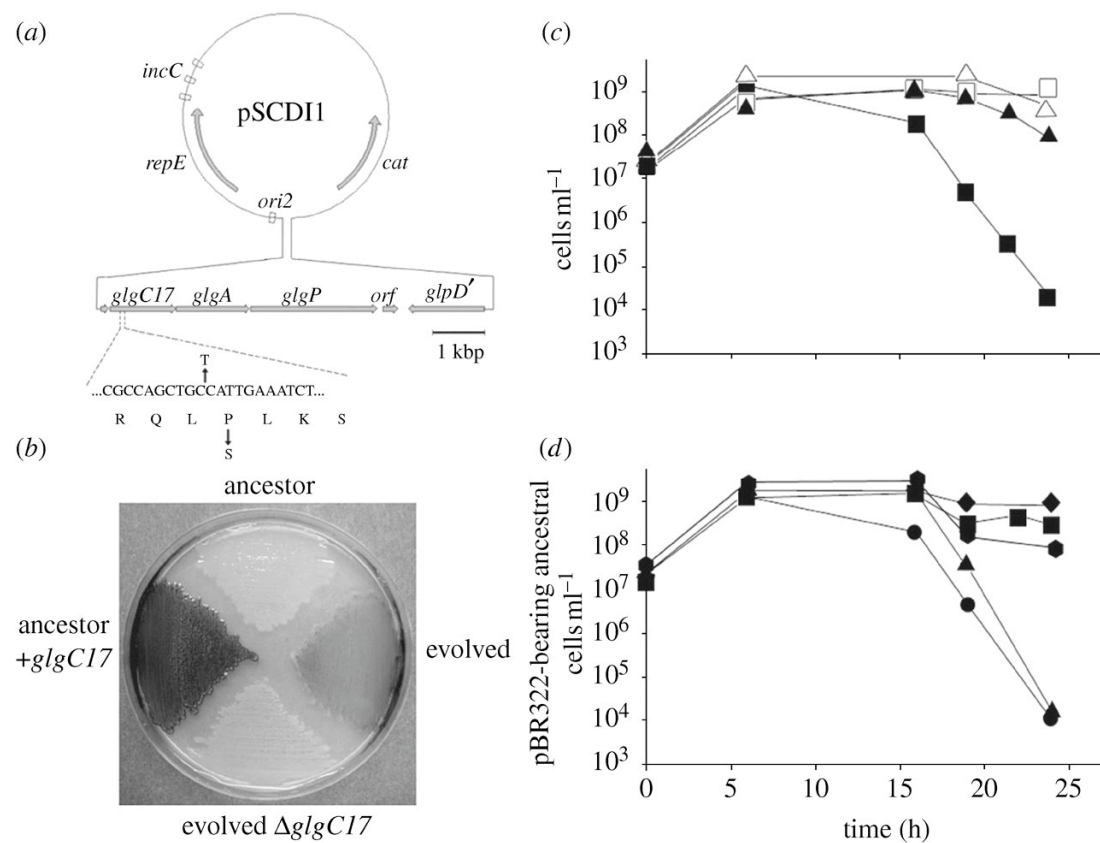 (a)
incC
pSCDI1
repE
cat
ori2
glgC17 glgA glgP orf glpD′
1 kbp
T
...CGCCAGCTGCCATTGAAATCT...
R Q L P L K S
S
(b)
ancestor
ancestor
+glgC17
evolved
evolved ΔglgC17
(c)
cells ml⁻¹
10⁹
10⁸
10⁷
10⁶
10⁵
10⁴
10³
(d)
pBR322-bearing ancestral
cells ml⁻¹
10⁹
10⁸
10⁷
10⁶
10⁵
10⁴
10³
0 5 10 15 20 25
time (h)